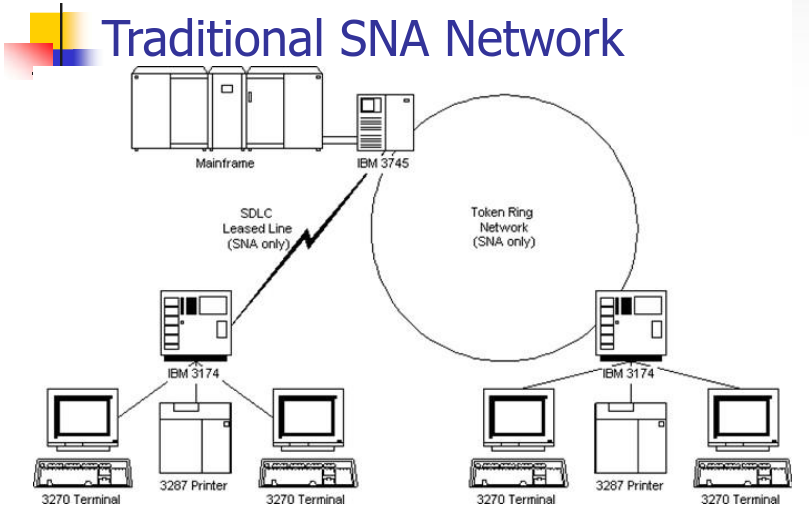 Traditional SNA Network
Mainframe
IBM 3745
SDLC
Leased Line
(SNA only)
Token Ring
Network
(SNA only)
IBM 3174
IBM 3174
3270 Terminal
3287 Printer
3270 Terminal
3270 Terminal
3287 Printer
3270 Terminal